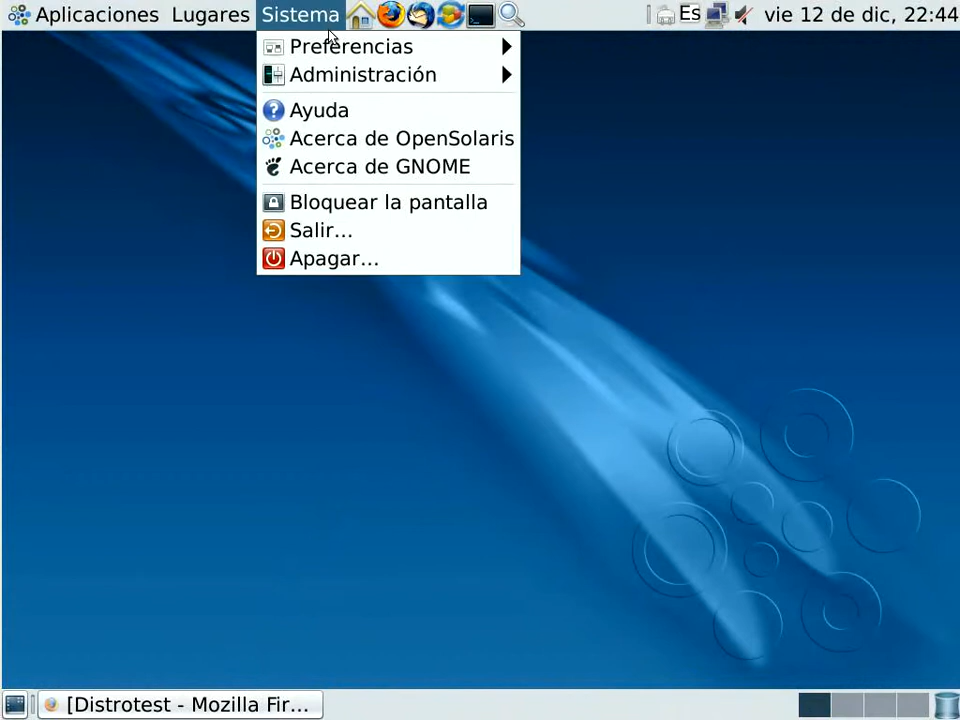 Aplicaciones Lugares Sistema Es vie 12 de dic, 22:44
Preferencias
Administración
Ayuda
Acerca de OpenSolaris
Acerca de GNOME
Bloquear la pantalla
Salir...
Apagar...
[Distrotest - Mozilla Fir...